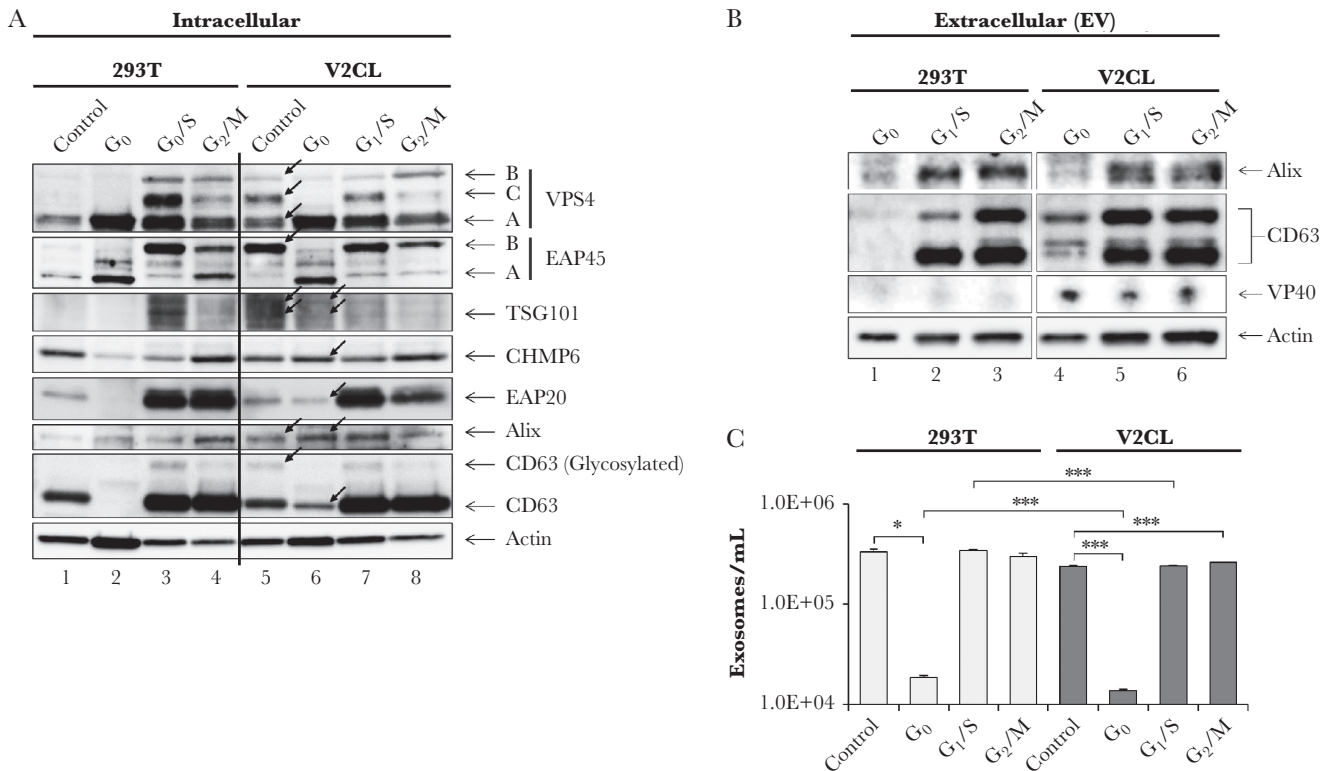 A
Intracellular
293T V2CL
Control G₀ G₀/S G₂/M Control G₀ G₁/S G₂/M
B
C
VPS4
A
B
EAP45
A
TSG101
CHMP6
EAP20
Alix
CD63 (Glycosylated)
CD63
Actin
1 2 3 4 5 6 7 8
B
Extracellular (EV)
293T V2CL
G₀ G₁/S G₂/M G₀ G₁/S G₂/M
Alix
CD63
VP40
Actin
1 2 3 4 5 6
C
293T V2CL
***
***
* *** ***
1.0E+06
1.0E+05
1.0E+04
Exosomes/mL
Control G₀ G₁/S G₂/M Control G₀ G₁/S G₂/M